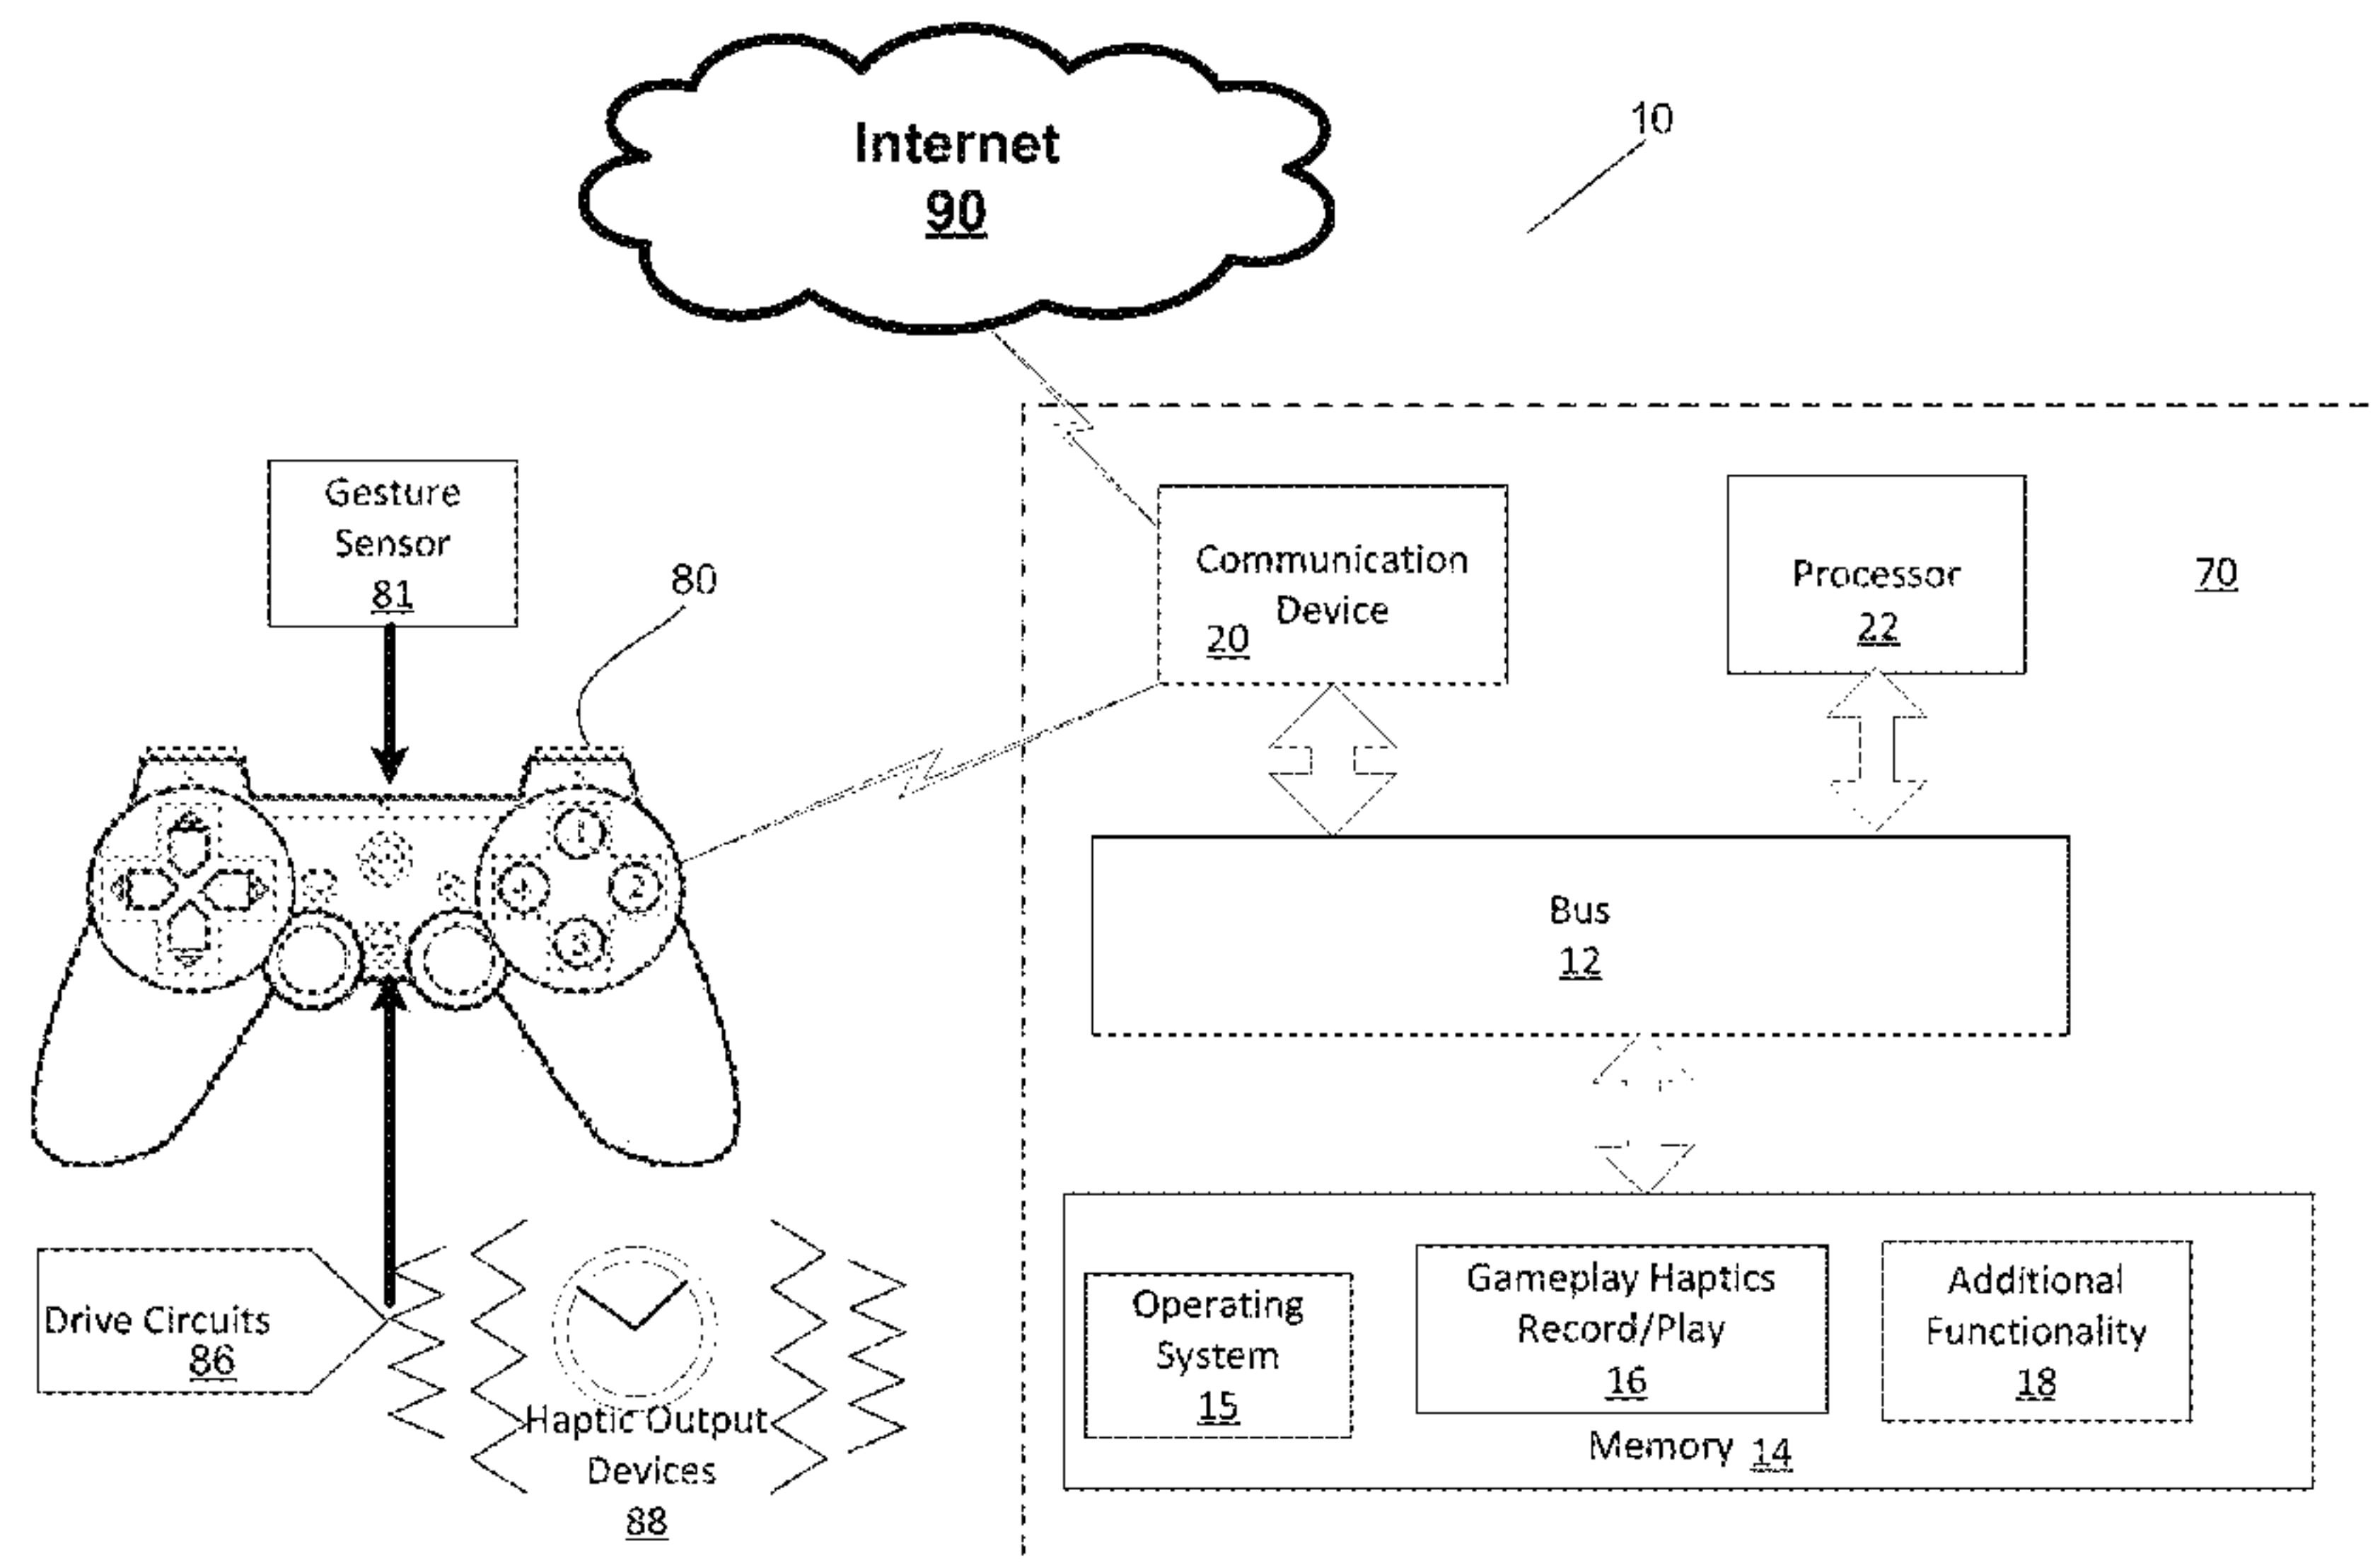 Internet
90
10
Gesture
Sensor
81
80
Communication
Device
20
Processor
22
70
1
4
2
3
Bus
12
Drive Circuits
86
Haptic Output
Devices
88
Operating
System
15
Gameplay Haptics
Record/Play
16
Additional
Functionality
18
Memory 14